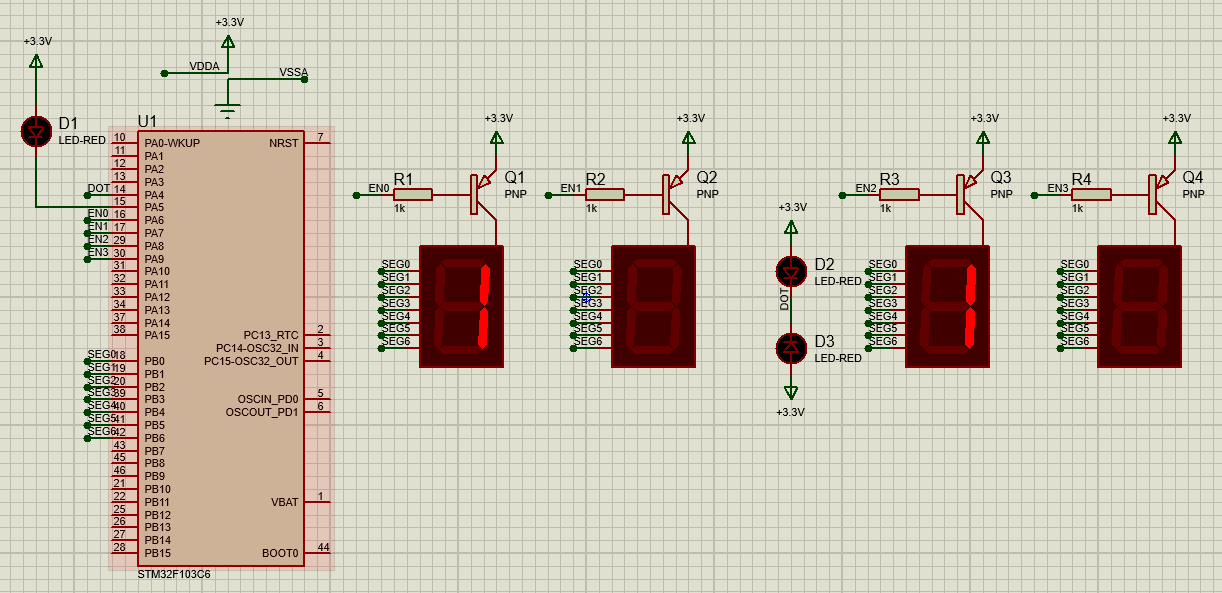 +3.3V
+3.3V
VDDA
VSSA
D1
LED-RED
U1
10 PA0-WKUP NRST 7
11 PA1
12 PA2
13 PA3
DOT 14 PA4
15 PA5
EN0 16 PA6
EN1 17 PA7
EN2 29 PA8
EN3 30 PA9
31 PA10
32 PA11
33 PA12
34 PA13
37 PA14
38 PA15
PC13_RTC 2
PC14-OSC32_IN 3
PC15-OSC32_OUT 4
SEG0 18 PB0
SEG1 19 PB1
SEG2 20 PB2
SEG3 39 PB3 OSCIN_PD0 5
SEG4 40 PB4 OSCOUT_PD1 6
SEG5 41 PB5
SEG6 42 PB6
43 PB7
45 PB8
46 PB9
21 PB10
22 PB11 VBAT 1
25 PB12
26 PB13
27 PB14
28 PB15 BOOT0 44
STM32F103C6
+3.3V
EN0 R1 Q1
1k PNP
SEG0
SEG1
SEG2
SEG3
SEG4
SEG5
SEG6
+3.3V
EN1 R2 Q2
1k PNP
SEG0
SEG1
SEG2
SEG3
SEG4
SEG5
SEG6
+3.3V
D2
LED-RED
DOT
D3
LED-RED
+3.3V
+3.3V
EN2 R3 Q3
1k PNP
SEG0
SEG1
SEG2
SEG3
SEG4
SEG5
SEG6
+3.3V
EN3 R4 Q4
1k PNP
SEG0
SEG1
SEG2
SEG3
SEG4
SEG5
SEG6